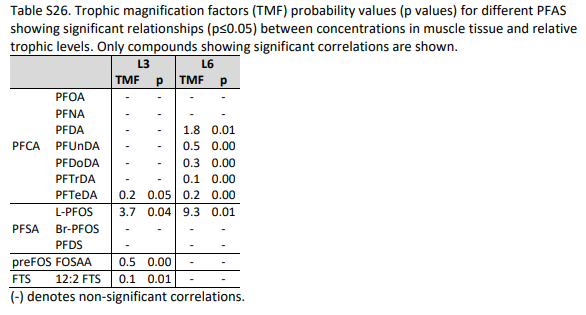 Table S26. Trophic magnification factors (TMF) probability values (p values) for different PFAS
showing significant relationships (p≤0.05) between concentrations in muscle tissue and relative
trophic levels. Only compounds showing significant correlations are shown.
L3 L6
TMF p TMF p
PFOA - - - -
PFNA - - - -
PFDA - - 1.8 0.01
PFCA PFUnDA - - 0.5 0.00
PFDoDA - - 0.3 0.00
PFTrDA - - 0.1 0.00
PFTeDA 0.2 0.05 0.2 0.00
L-PFOS 3.7 0.04 9.3 0.01
PFSA Br-PFOS - - - -
PFDS - - -
preFOS FOSAA 0.5 0.00 - -
FTS 12:2 FTS 0.1 0.01 - -
(-) denotes non-significant correlations.